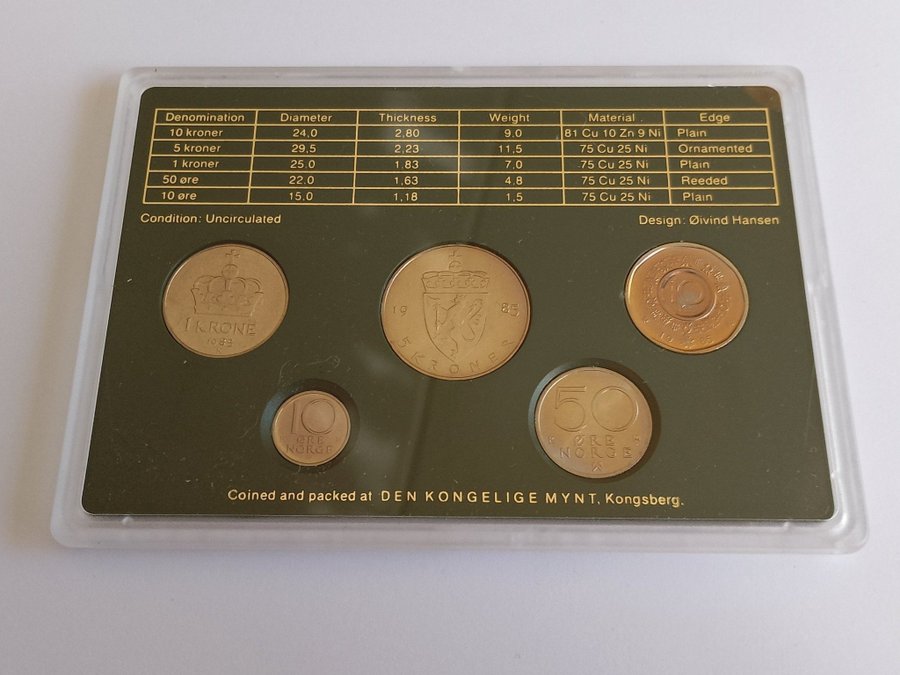 Denomination Diameter Thickness Weight Material Edge
10 kroner 24,0 2,80 9,0 81 Cu 10 Zn 9 Ni Plain
5 kroner 29,5 2,23 11,5 75 Cu 25 Ni Ornamented
1 kroner 25,0 1,83 7,0 75 Cu 25 Ni Plain
50 øre 22,0 1,63 4,8 75 Cu 25 Ni Reeded
10 øre 15,0 1,18 1,5 75 Cu 25 Ni Plain
Condition: Uncirculated Design: Øivind Hansen
1 KRONE
1985
1985
5 KRONER
10
10
ØRE
NORGE
50
ØRE
NORGE
Coined and packed at DEN KONGELIGE MYNT, Kongsberg.